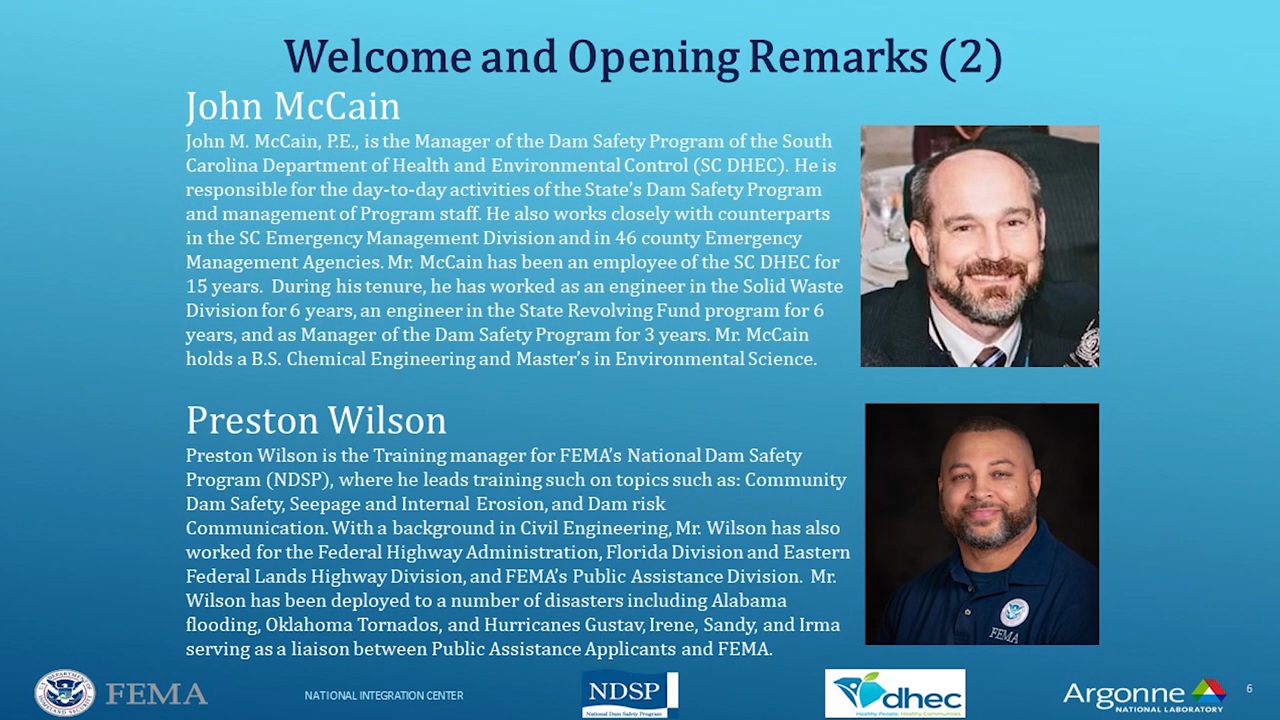 Welcome and Opening Remarks (2)
John McCain
John M. McCain, P.E., is the Manager of the Dam Safety Program of the South
Carolina Department of Health and Environmental Control (SC DHEC). He is
responsible for the day-to-day activities of the State's Dam Safety Program
and management of Program staff. He also works closely with counterparts
in the SC Emergency Management Division and in 46 county Emergency
Management Agencies. Mr. McCain has been an employee of the SC DHEC for
15 years. During his tenure, he has worked as an engineer in the Solid Waste
Division for 6 years, an engineer in the State Revolving Fund program for 6
years, and as Manager of the Dam Safety Program for 3 years. Mr. McCain
holds a B.S. Chemical Engineering and Master's in Environmental Science.
Preston Wilson
Preston Wilson is the Training manager for FEMA's National Dam Safety
Program (NDSP), where he leads training such on topics such as: Community
Dam Safety, Seepage and Internal Erosion, and Dam risk
Communication. With a background in Civil Engineering, Mr. Wilson has also
worked for the Federal Highway Administration, Florida Division and Eastern
Federal Lands Highway Division, and FEMA's Public Assistance Division. Mr.
Wilson has been deployed to a number of disasters including Alabama
flooding, Oklahoma Tornados, and Hurricanes Gustav, Irene, Sandy, and Irma
serving as a liaison between Public Assistance Applicants and FEMA.
FEMA
FEMA
NATIONAL INTEGRATION CENTER
NDSP
National Dam Safety Program
dhec
Healthy People. Healthy Communities.
Argonne
NATIONAL LABORATORY
6